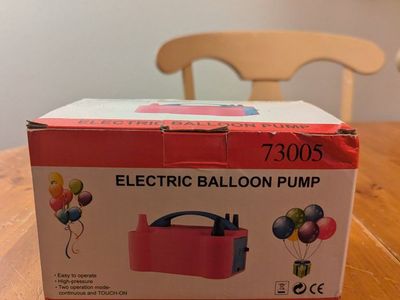 ELECTRIC BALLOON PUMP
73005
ELECTRIC BALLOON PUMP
• Easy to operate
• High-pressure
• Two operation mode-
continuous and TOUCH-ON
CE